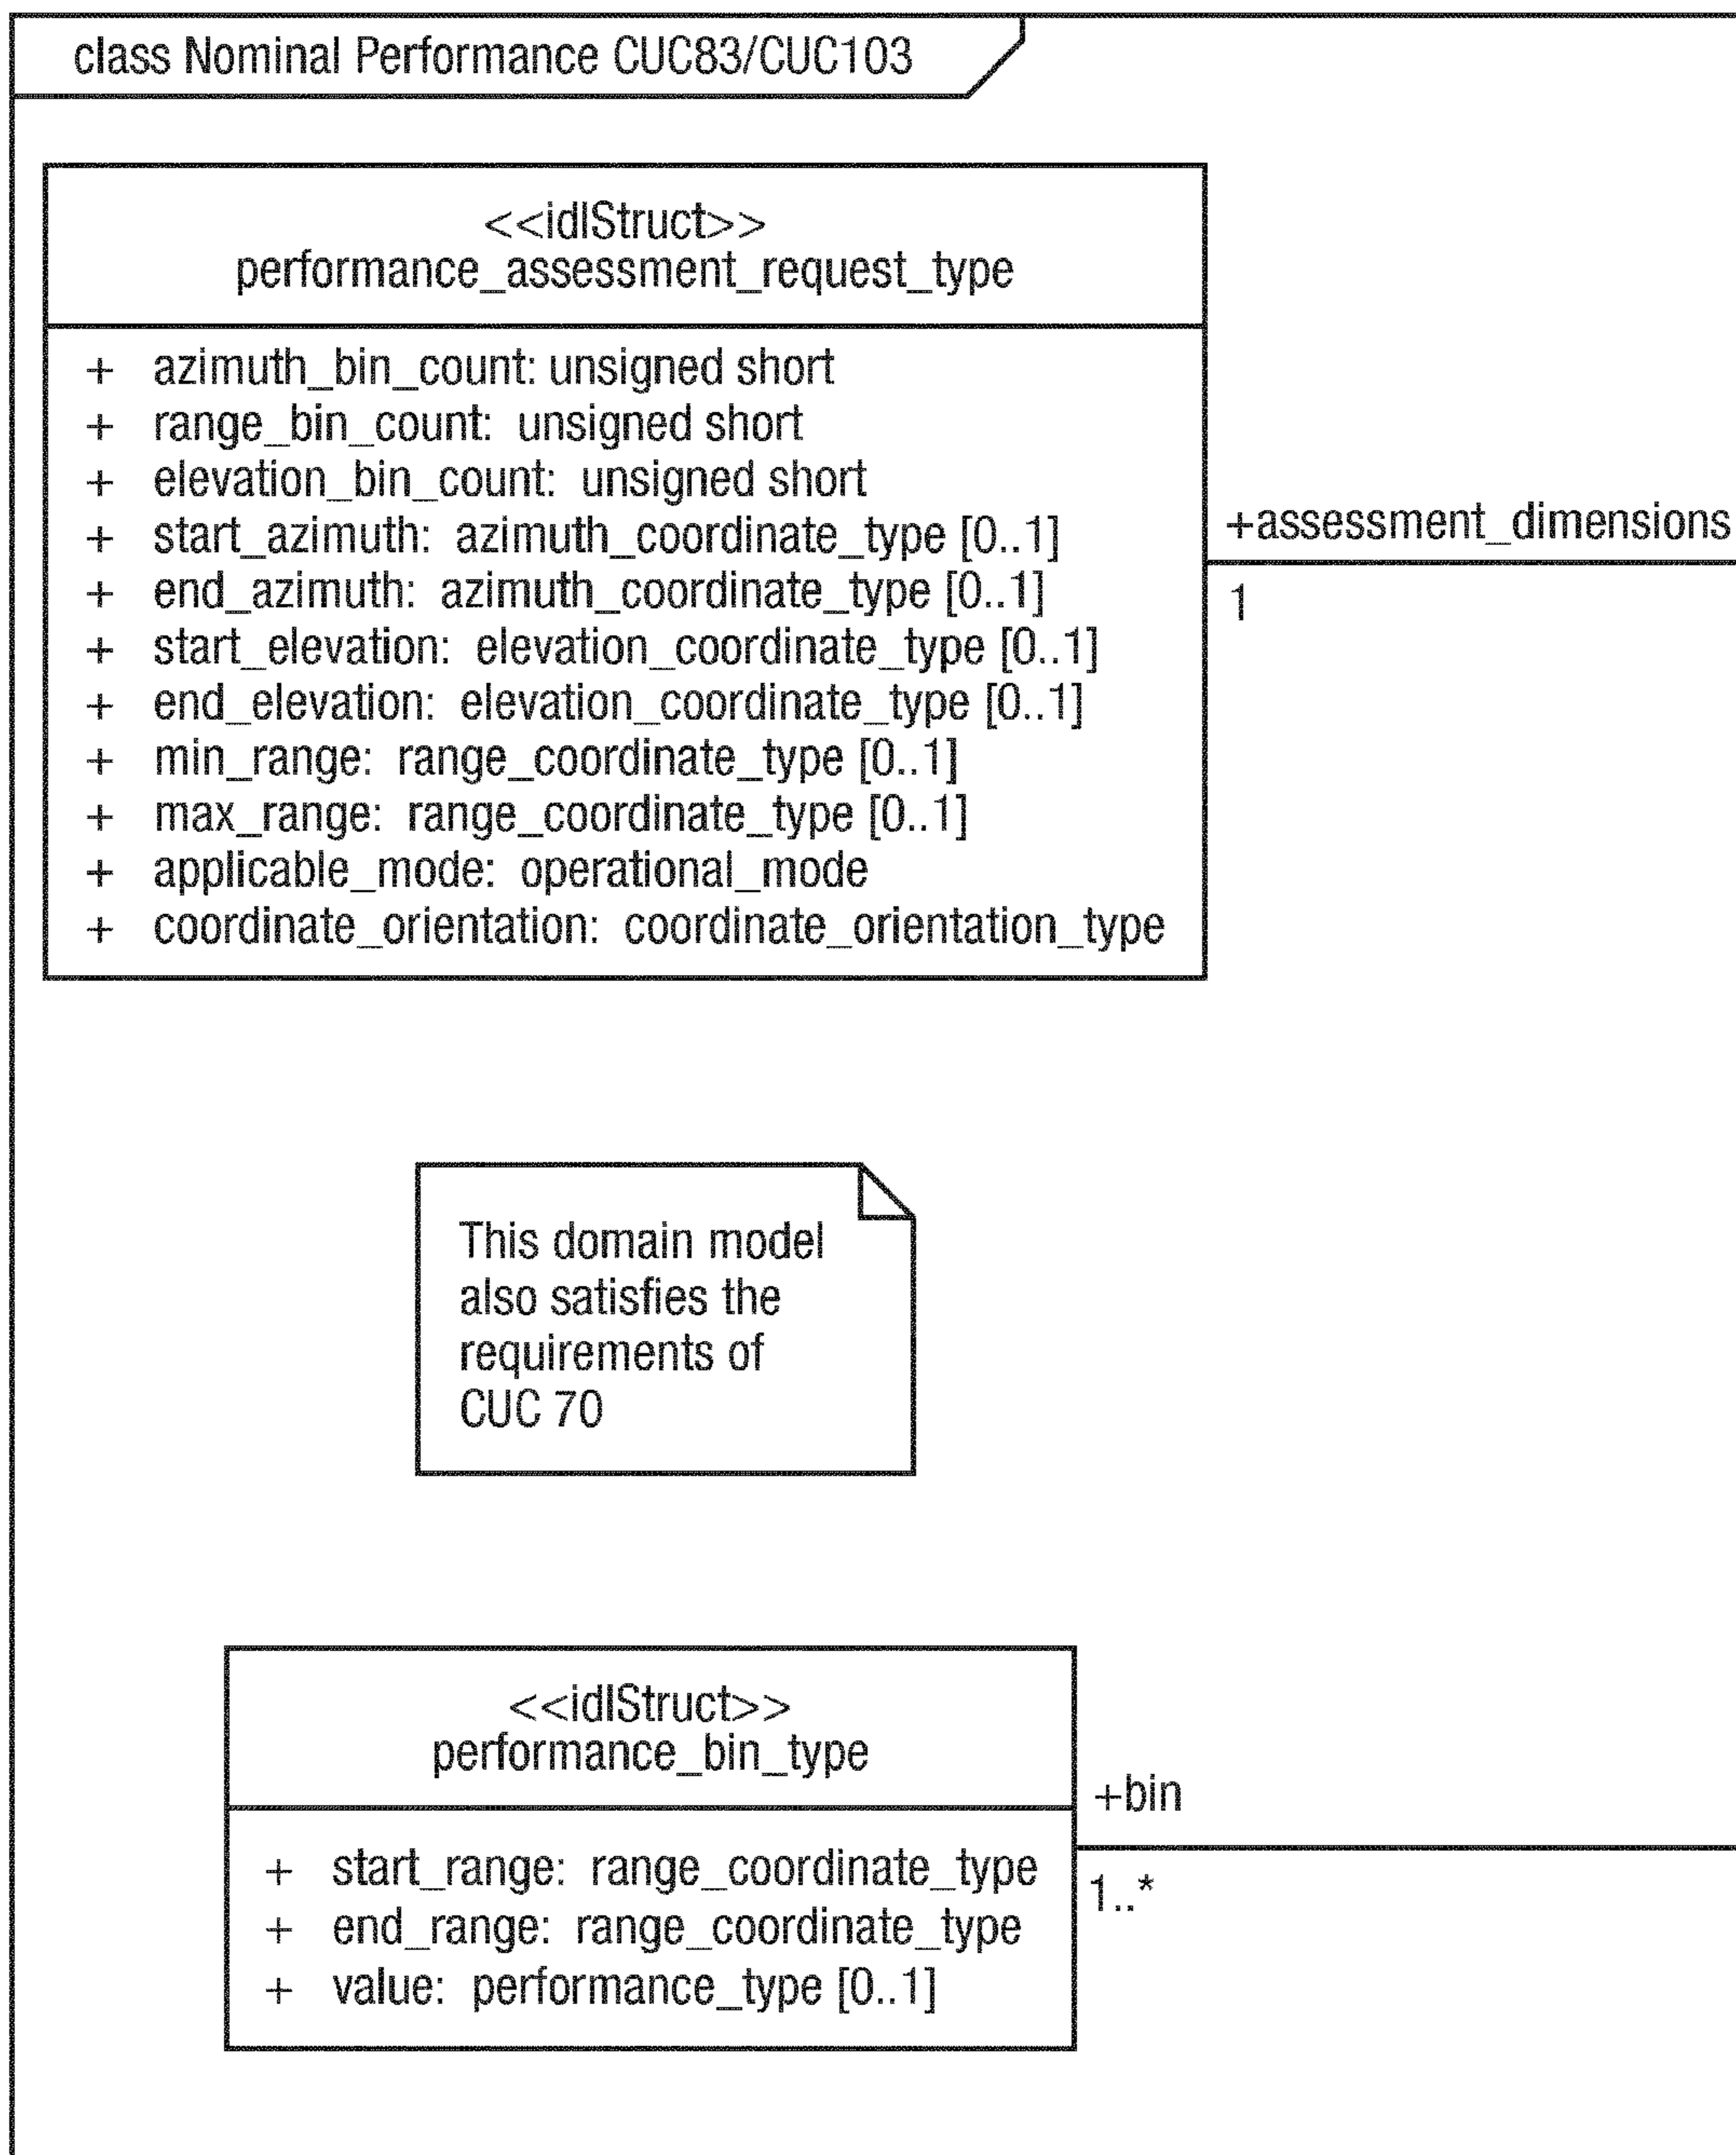 class Nominal Performance CUC83/CUC103
<<idlStruct>>
performance_assessment_request_type
+ azimuth_bin_count: unsigned short
+ range_bin_count: unsigned short
+ elevation_bin_count: unsigned short
+ start_azimuth: azimuth_coordinate_type [0..1]
+ end_azimuth: azimuth_coordinate_type [0..1]
+ start_elevation: elevation_coordinate_type [0..1]
+ end_elevation: elevation_coordinate_type [0..1]
+ min_range: range_coordinate_type [0..1]
+ max_range: range_coordinate_type [0..1]
+ applicable_mode: operational_mode
+ coordinate_orientation: coordinate_orientation_type
+assessment_dimensions
1
This domain model
also satisfies the
requirements of
CUC 70
<<idlStruct>>
performance_bin_type
+ start_range: range_coordinate_type
+ end_range: range_coordinate_type
+ value: performance_type [0..1]
+bin
1..*